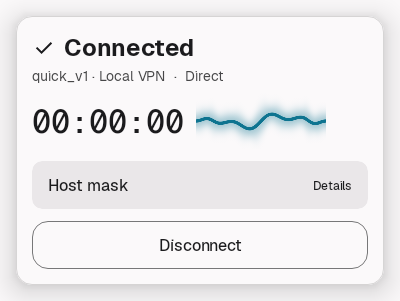 Connected
quick_v1 · Local VPN · Direct
00:00:00
Host mask
Details
Disconnect